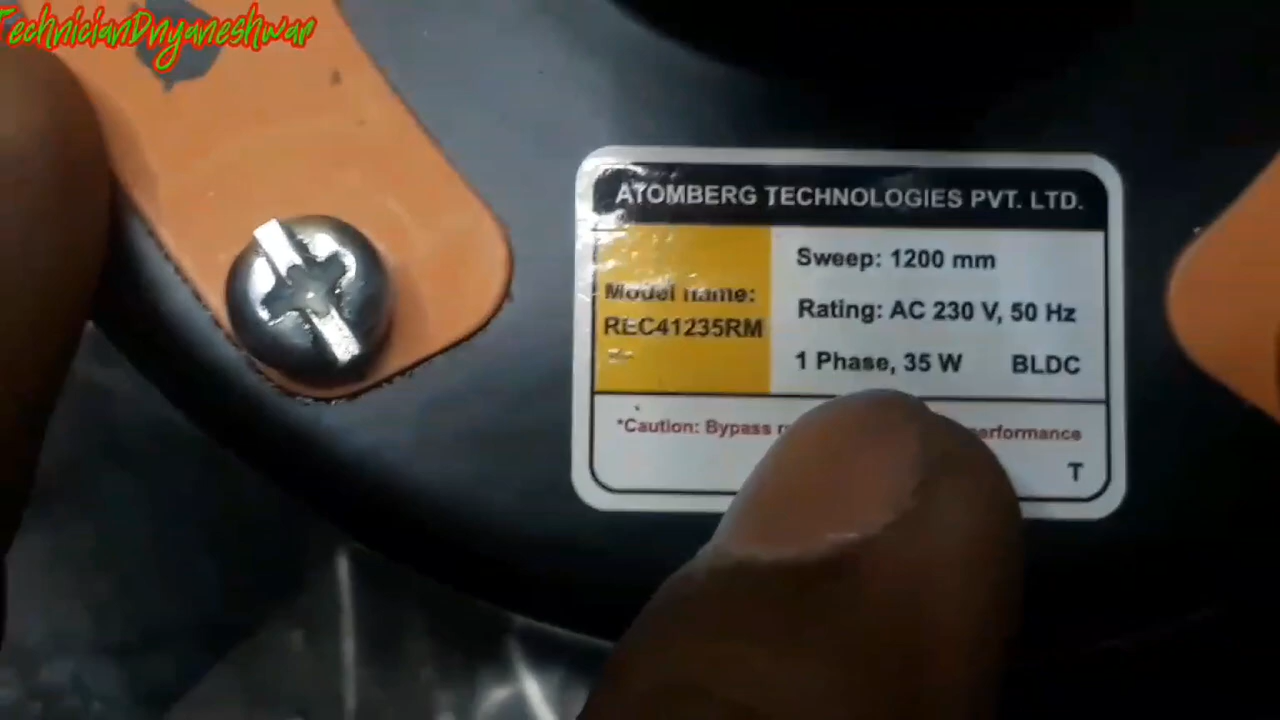 TechnicianDnyaneshwar
ATOMBERG TECHNOLOGIES PVT. LTD.
Model name:
REC41235RM
Sweep: 1200 mm
Rating: AC 230 V, 50 Hz
1 Phase, 35 W BLDC
*Caution: Bypass performance
T